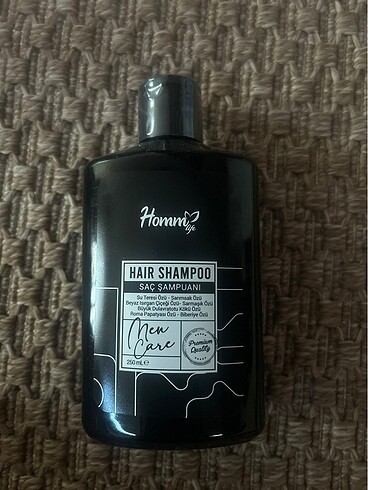 Homm
life
HAIR SHAMPOO
SAÇ ŞAMPUANI
Su Teresi Özü - Sarımsak Özü
Beyaz Isırgan Çiçeği Özü- Sarmaşık Özü
Büyük Dulavratotu Kökü Özü
Roma Papatyası Özü - Biberiye Özü
Men
Care
250 mL e
Premium
Quality